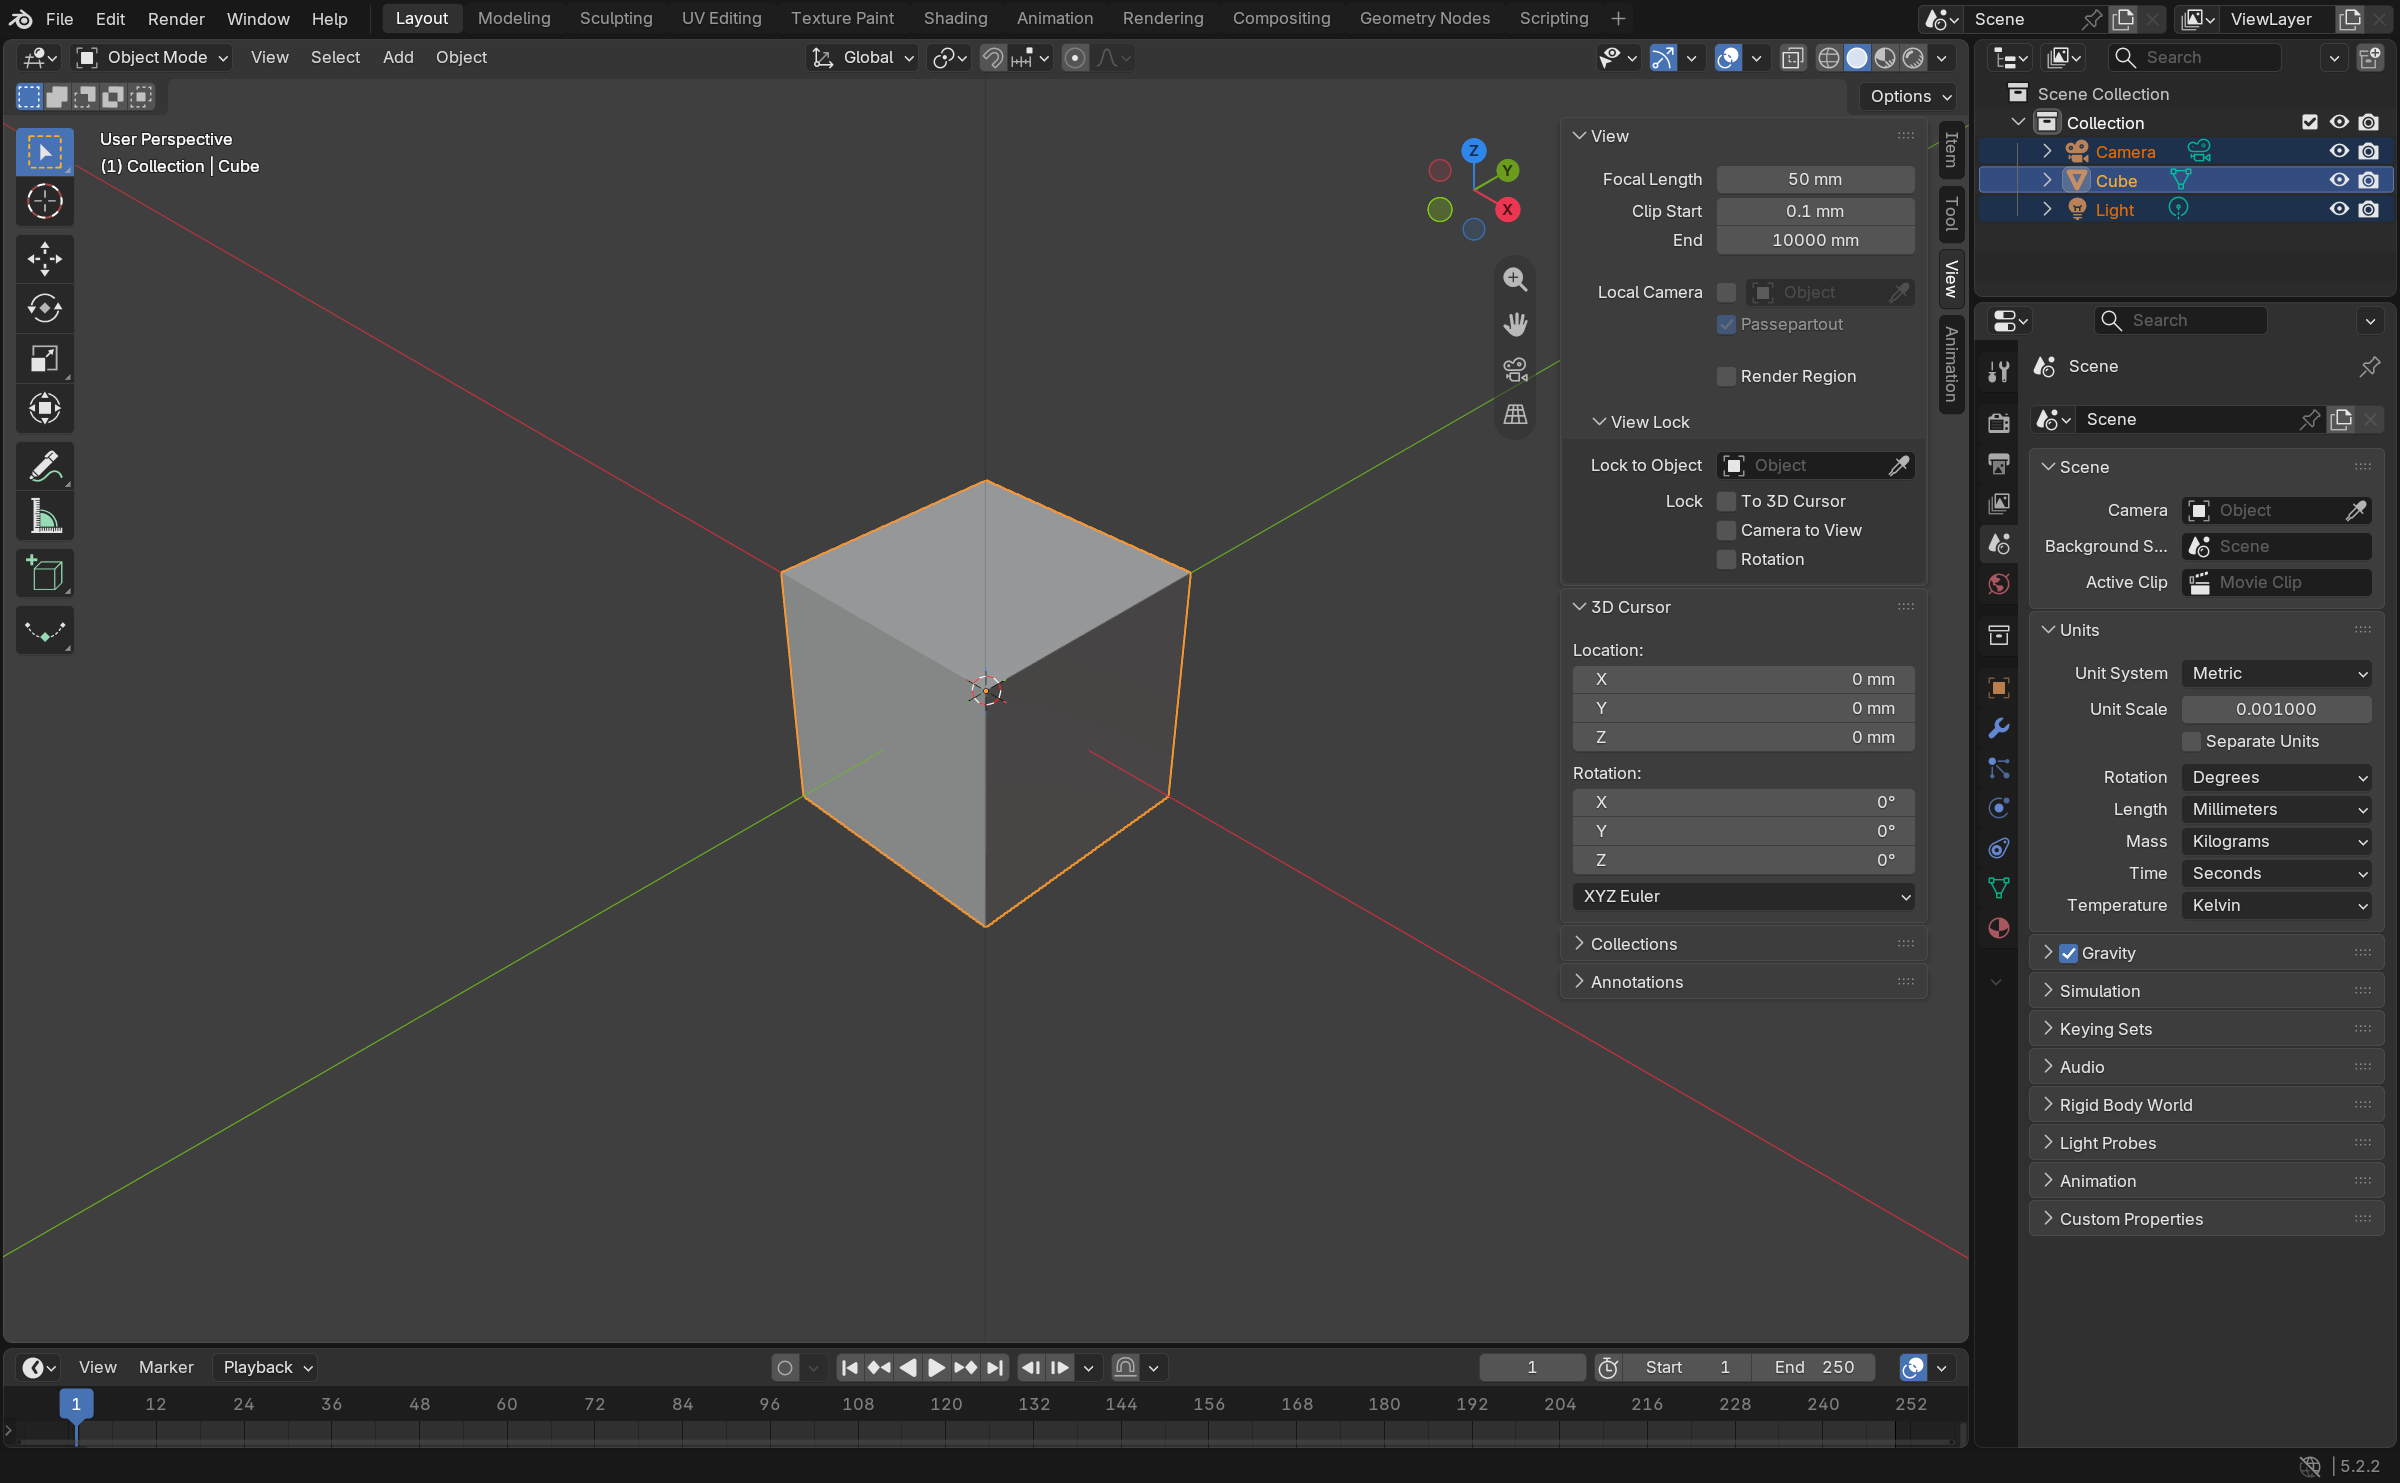 File Edit Render Window Help Layout Modeling Sculpting UV Editing Texture Paint Shading Animation Rendering Compositing Geometry Nodes Scripting Scene ViewLayer
Object Mode View Select Add Object Global
Options
User Perspective
(1) Collection | Cube
Z
Y
X
View
Focal Length 50 mm
Clip Start 0.1 mm
End 10000 mm
Local Camera Object
Passepartout
Render Region
View Lock
Lock to Object Object
Lock To 3D Cursor
Camera to View
Rotation
3D Cursor
Location:
X 0 mm
Y 0 mm
Z 0 mm
Rotation:
X 0°
Y 0°
Z 0°
XYZ Euler
Collections
Annotations
Item
Tool
View
Animation
Search
Scene Collection
Collection
Camera
Cube
Light
Search
Scene
Scene
Scene
Camera Object
Background S... Scene
Active Clip Movie Clip
Units
Unit System Metric
Unit Scale 0.001000
Separate Units
Rotation Degrees
Length Millimeters
Mass Kilograms
Time Seconds
Temperature Kelvin
Gravity
Simulation
Keying Sets
Audio
Rigid Body World
Light Probes
Animation
Custom Properties
View Marker Playback 1 Start 1 End 250
1 12 24 36 48 60 72 84 96 108 120 132 144 156 168 180 192 204 216 228 240 252
5.2.2